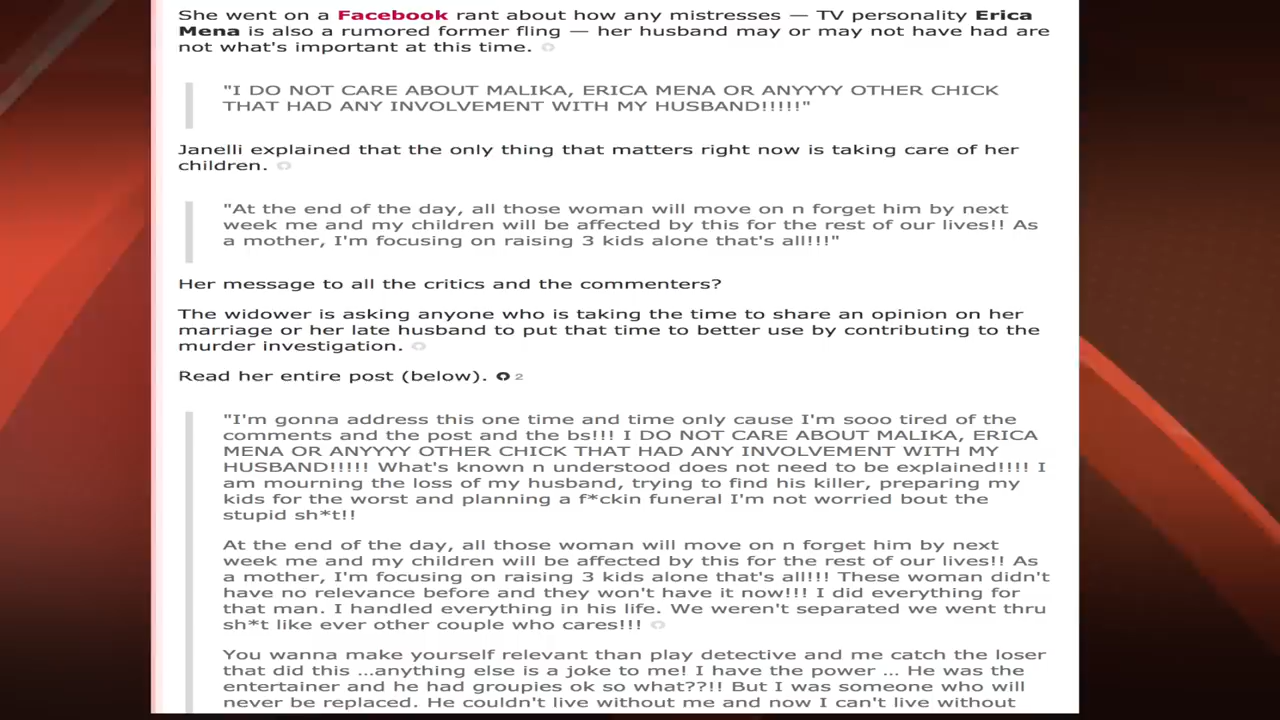 She went on a Facebook rant about how any mistresses — TV personality Erica
Mena is also a rumored former fling — her husband may or may not have had are
not what's important at this time.
"I DO NOT CARE ABOUT MALIKA, ERICA MENA OR ANYYYY OTHER CHICK
THAT HAD ANY INVOLVEMENT WITH MY HUSBAND!!!!!"
Janelli explained that the only thing that matters right now is taking care of her
children.
"At the end of the day, all those woman will move on n forget him by next
week me and my children will be affected by this for the rest of our lives!! As
a mother, I'm focusing on raising 3 kids alone that's all!!!"
Her message to all the critics and the commenters?
The widower is asking anyone who is taking the time to share an opinion on her
marriage or her late husband to put that time to better use by contributing to the
murder investigation.
Read her entire post (below). 2
"I'm gonna address this one time and time only cause I'm sooo tired of the
comments and the post and the bs!!! I DO NOT CARE ABOUT MALIKA, ERICA
MENA OR ANYYYY OTHER CHICK THAT HAD ANY INVOLVEMENT WITH MY
HUSBAND!!!!! What's known n understood does not need to be explained!!!! I
am mourning the loss of my husband, trying to find his killer, preparing my
kids for the worst and planning a f*ckin funeral I'm not worried bout the
stupid sh*t!!
At the end of the day, all those woman will move on n forget him by next
week me and my children will be affected by this for the rest of our lives!! As
a mother, I'm focusing on raising 3 kids alone that's all!!! These woman didn't
have no relevance before and they won't have it now!!! I did everything for
that man. I handled everything in his life. We weren't separated we went thru
sh*t like ever other couple who cares!!!
You wanna make yourself relevant than play detective and me catch the loser
that did this ...anything else is a joke to me! I have the power ... He was the
entertainer and he had groupies ok so what??!! But I was someone who will
never be replaced. He couldn't live without me and now I can't live without